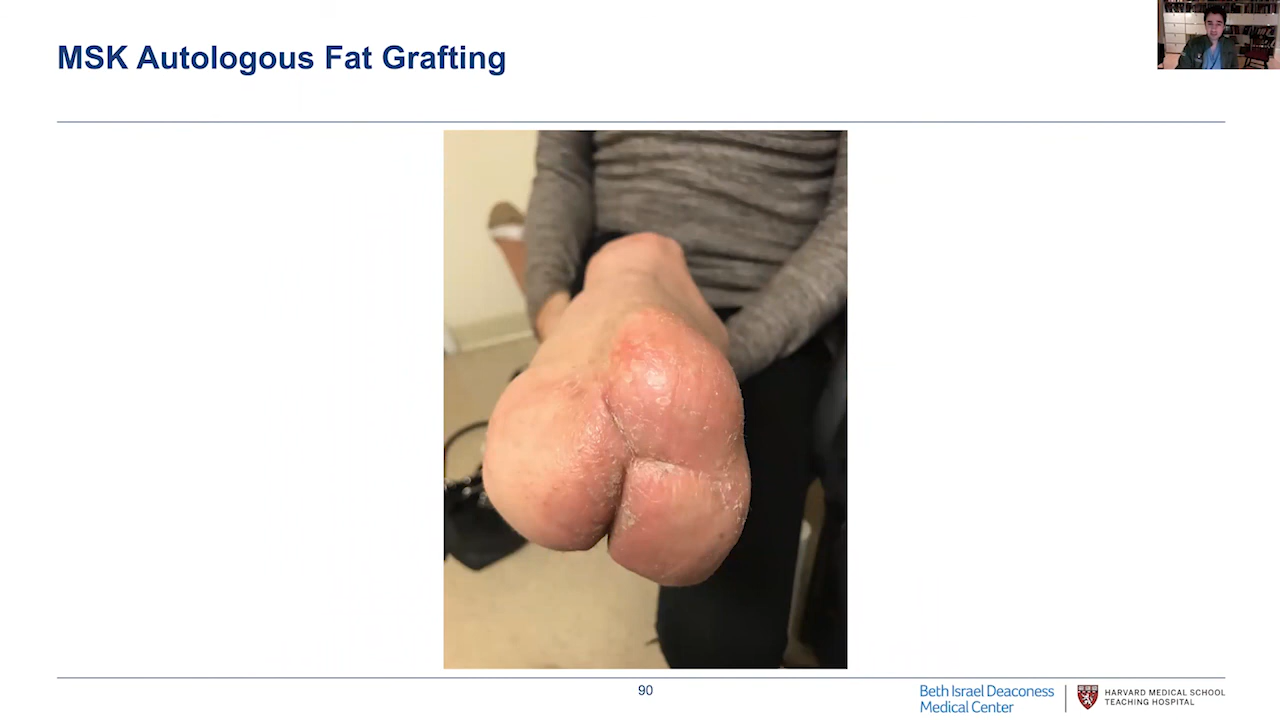 MSK Autologous Fat Grafting
90
Beth Israel Deaconess
Medical Center
HARVARD MEDICAL SCHOOL
TEACHING HOSPITAL